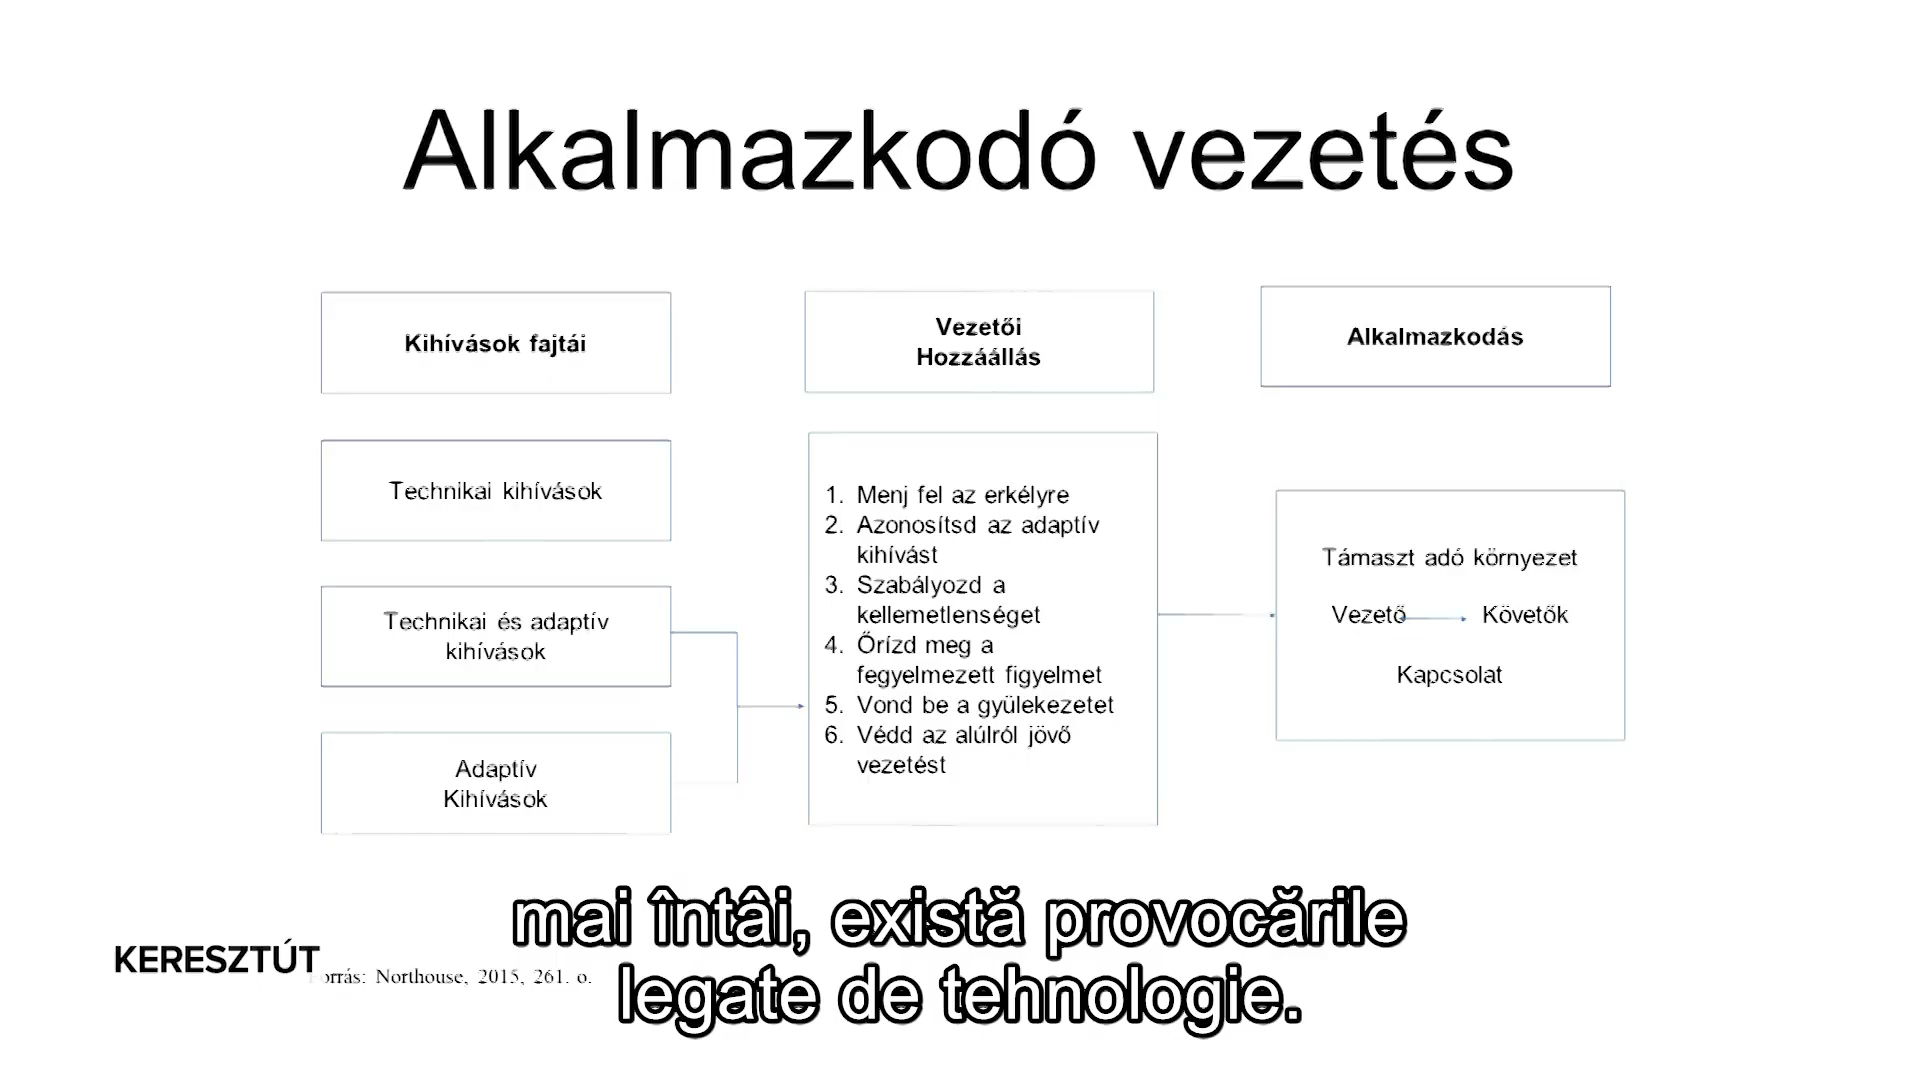 Alkalmazkodó vezetés
Kihívások fajtái
Vezetői
Hozzáállás
Alkalmazkodás
Technikai kihívások
Technikai és adaptív
kihívások
Adaptív
Kihívások
1. Menj fel az erkélyre
2. Azonosítsd az adaptív
kihívást
3. Szabályozd a
kellemetlenséget
4. Őrízd meg a
fegyelmezett figyelmet
5. Vond be a gyülekezetet
6. Védd az alúlról jövő
vezetést
Támaszt adó környezet
Vezető Követők
Kapcsolat
mai întâi, există provocările
legate de tehnologie.
KERESZTÚT
orrás: Northouse, 2015, 261. o.